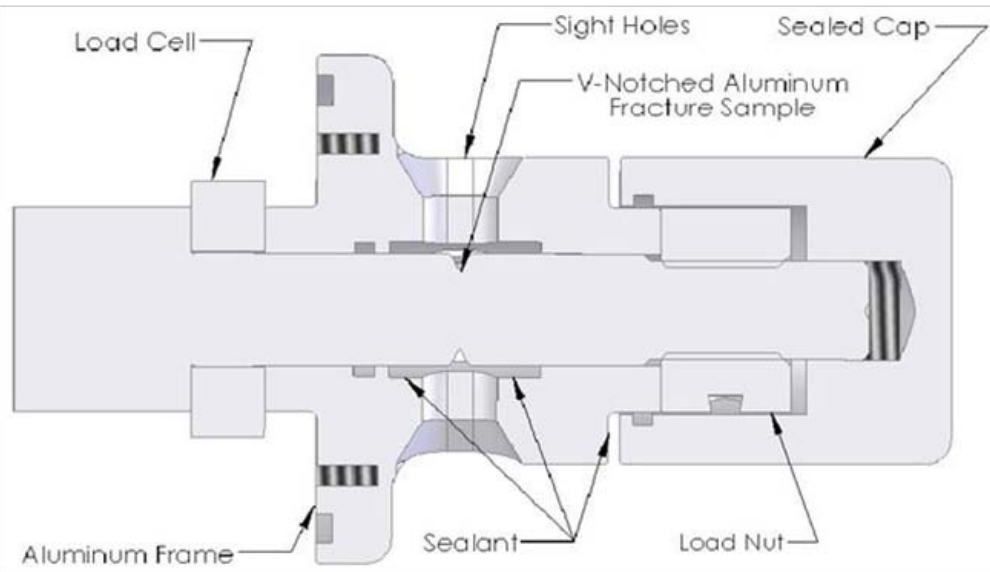 Sight Holes
Sealed Cap
Load Cell
V-Notched Aluminum
Fracture Sample
Sealant
Load Nut
Aluminum Frame